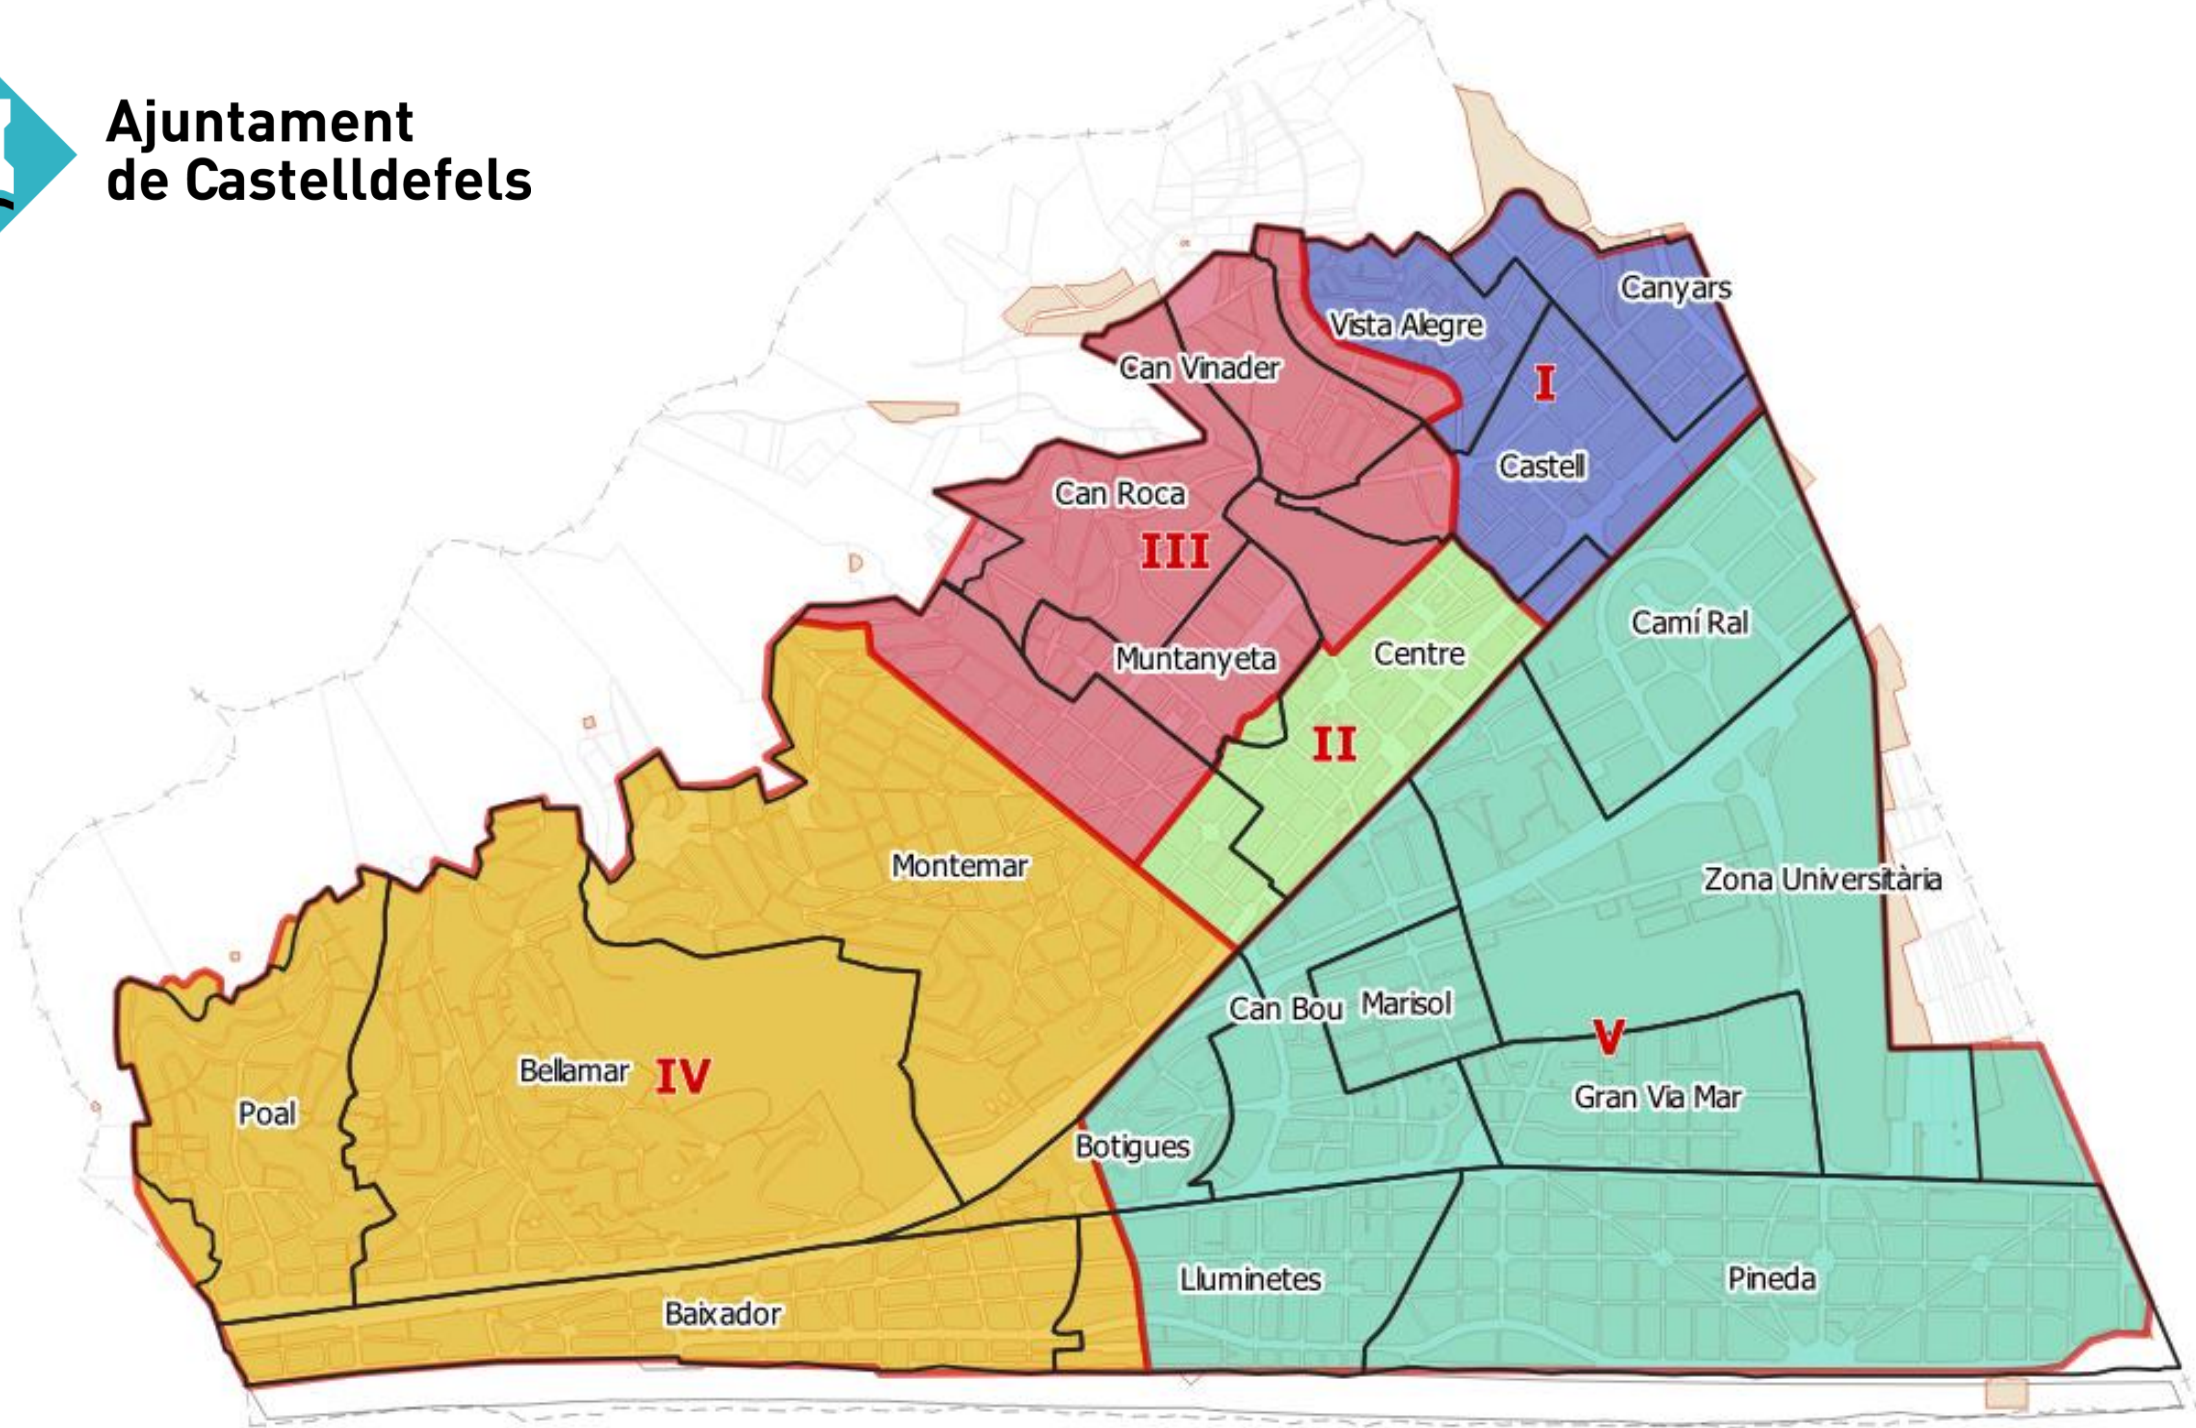 Ajuntament
de Castelldefels
Canyars
Vista Alegre
Can Vinader
I
Castell
Can Roca
III
Camí Ral
Centre
Muntanyeta
II
Montemar
Zona Universitària
Can Bou
Marisol
V
Bellamar
IV
Gran Via Mar
Poal
Botigues
Lluminetes
Pineda
Baixador